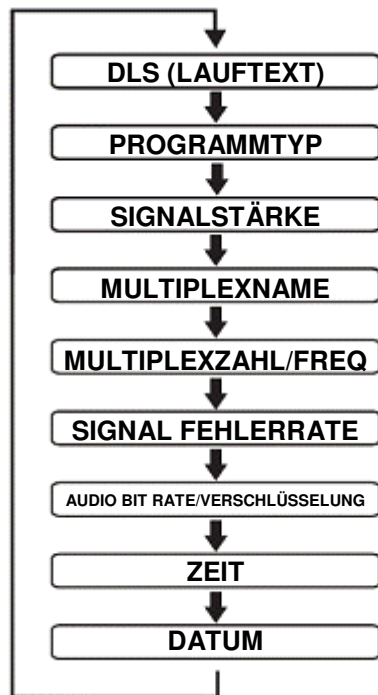 DLS (LAUFTEXT)
PROGRAMMTYP
SIGNALSTÄRKE
MULTIPLEXNAME
MULTIPLEXZAHL/FREQ
SIGNAL FEHLERRATE
AUDIO BIT RATE/VERSCHLÜSSELUNG
ZEIT
DATUM